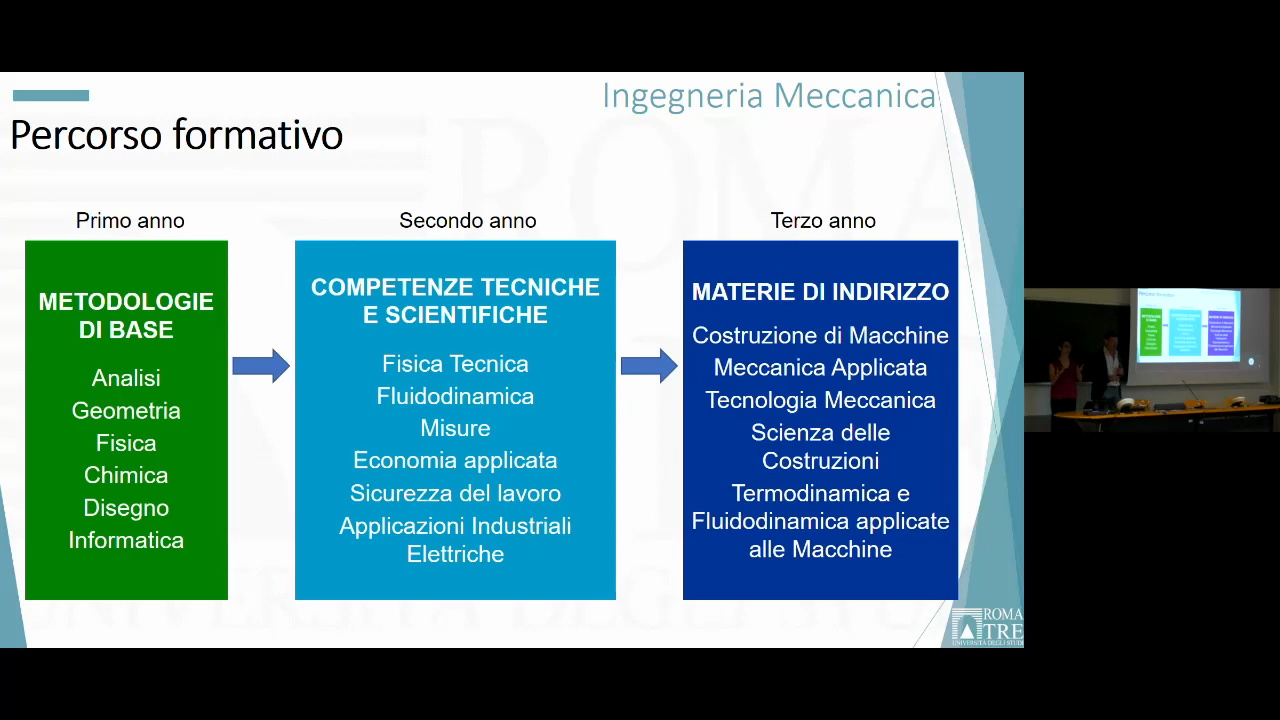 Ingegneria Meccanica
Percorso formativo
Primo anno
METODOLOGIE
DI BASE
Analisi
Geometria
Fisica
Chimica
Disegno
Informatica
Secondo anno
COMPETENZE TECNICHE
E SCIENTIFICHE
Fisica Tecnica
Fluidodinamica
Misure
Economia applicata
Sicurezza del lavoro
Applicazioni Industriali
Elettriche
Terzo anno
MATERIE DI INDIRIZZO
Costruzione di Macchine
Meccanica Applicata
Tecnologia Meccanica
Scienza delle
Costruzioni
Termodinamica e
Fluidodinamica applicate
alle Macchine
ROMA
TRE
UNIVERSITÀ DEGLI STUDI